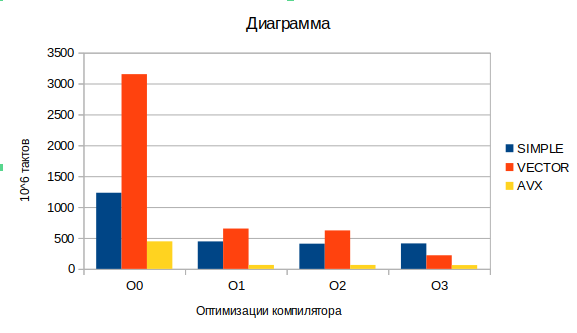 Диаграмма
3500
3000
2500
2000
1500
1000
500
0
10^6 тактов
O0
O1
O2
O3
Оптимизации компилятора
SIMPLE
VECTOR
AVX